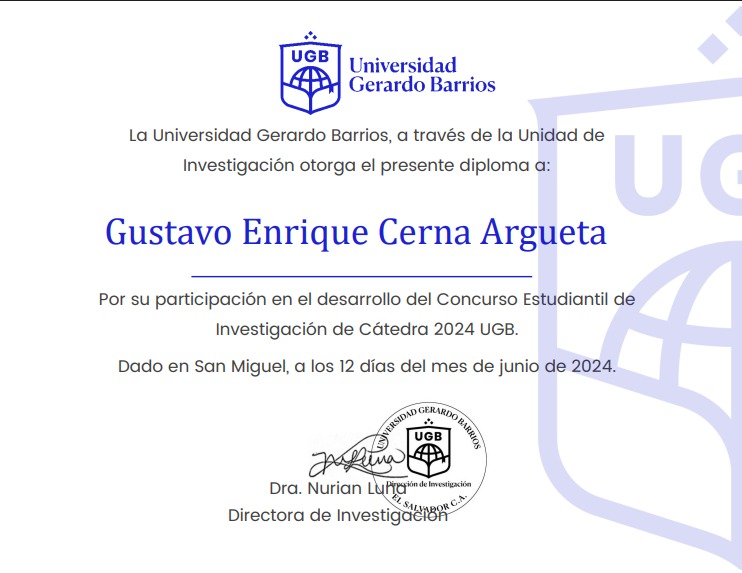 UGB
Universidad
Gerardo Barrios
La Universidad Gerardo Barrios, a través de la Unidad de
Investigación otorga el presente diploma a:
Gustavo Enrique Cerna Argueta
Por su participación en el desarrollo del Concurso Estudiantil de
Investigación de Cátedra 2024 UGB.
Dado en San Miguel, a los 12 días del mes de junio de 2024.
UNIVERSIDAD GERARDO BARRIOS
UGB
Dirección de Investigación
EL SALVADOR C.A.
Dra. Nurian Luna
Directora de Investigación
UG